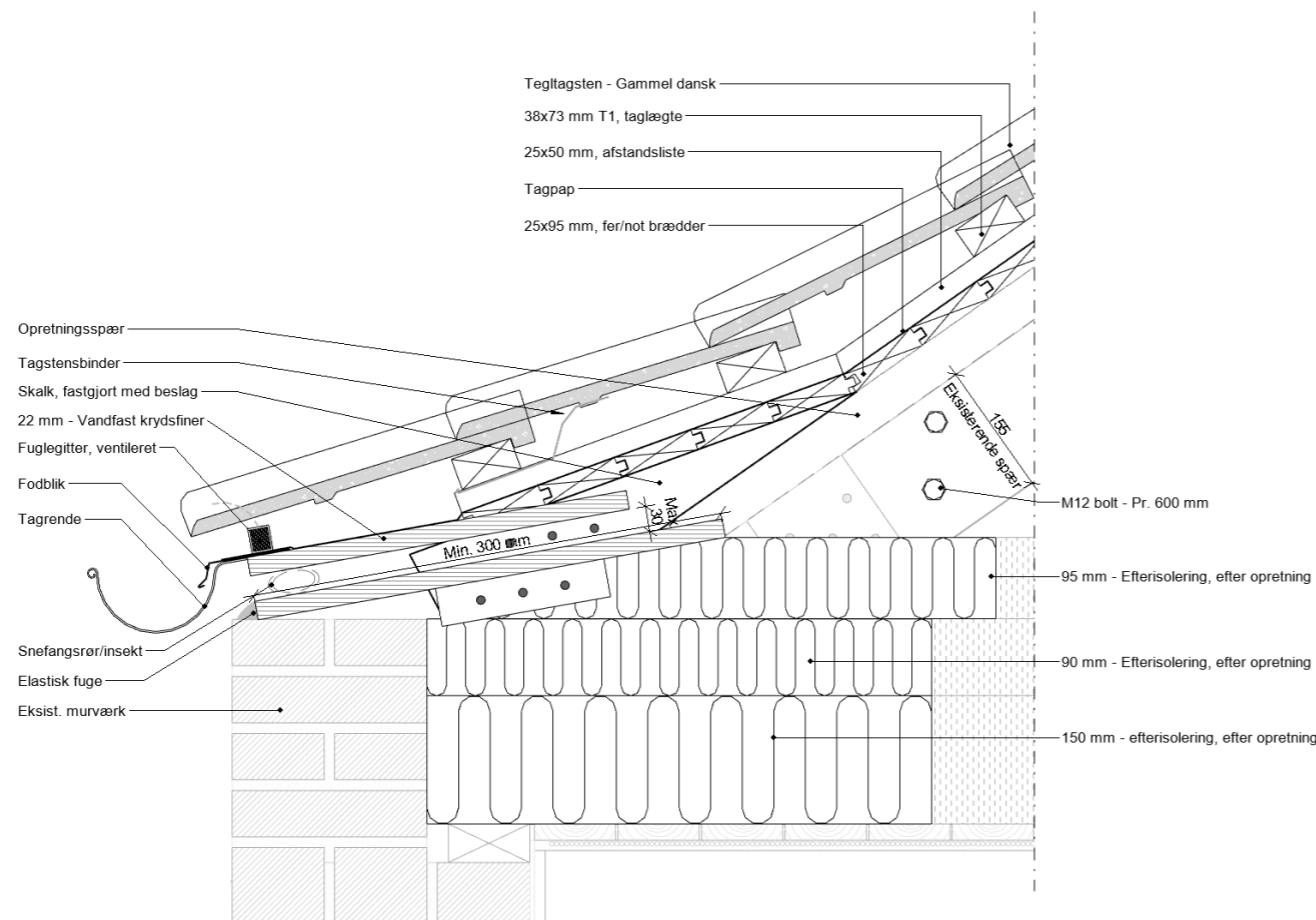 Tegltagsten - Gammel dansk
38x73 mm T1, taglægte
25x50 mm, afstandsliste
Tagpap
25x95 mm, fer/not brædder
Opretningsspær
Tagstensbinder
Skalk, fastgjort med beslag
22 mm - Vandfast krydsfiner
Fuglegitter, ventileret
Fodblik
Tagrende
Snefangsrør/insekt
Elastisk fuge
Eksist. murværk
Max
30
Min. 300 mm
155
Eksisterende spær
M12 bolt - Pr. 600 mm
95 mm - Efterisolering, efter opretning
90 mm - Efterisolering, efter opretning
150 mm - efterisolering, efter opretning